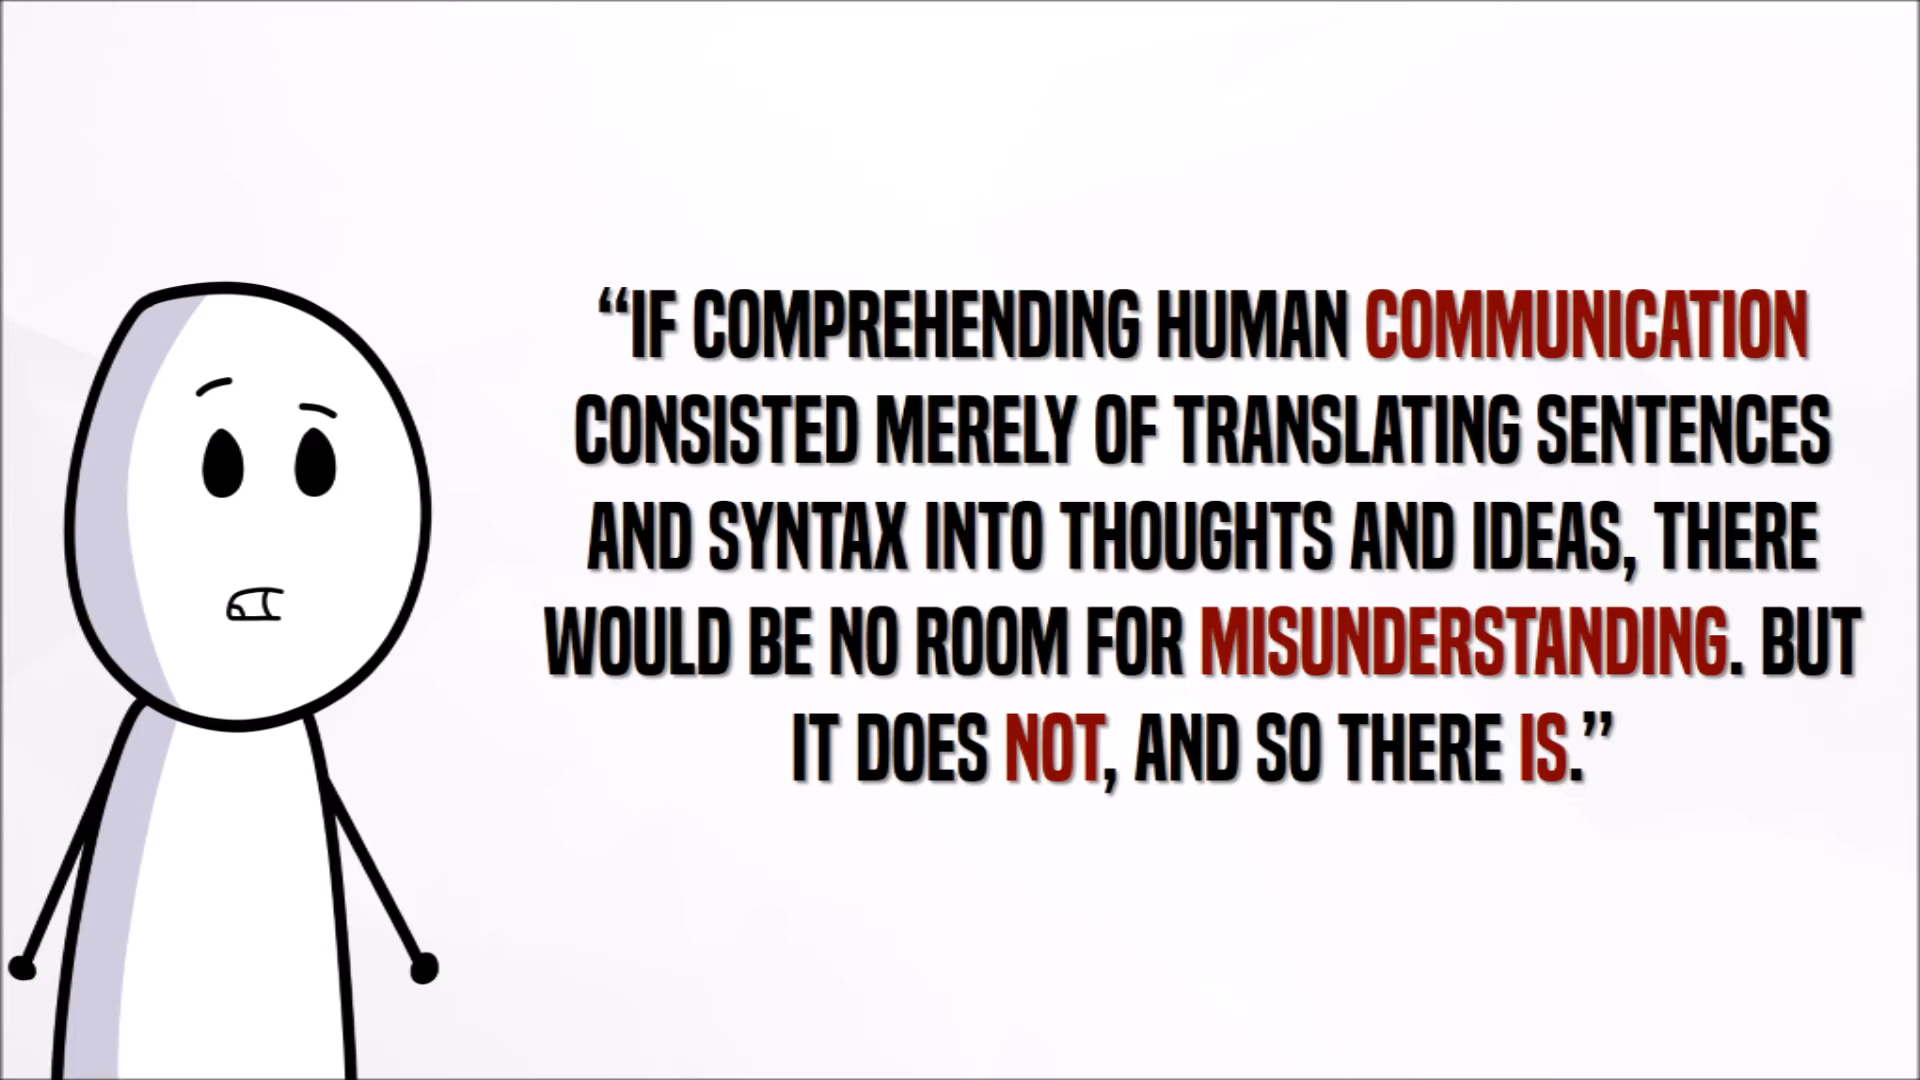 “IF COMPREHENDING HUMAN COMMUNICATION
CONSISTED MERELY OF TRANSLATING SENTENCES
AND SYNTAX INTO THOUGHTS AND IDEAS, THERE
WOULD BE NO ROOM FOR MISUNDERSTANDING. BUT
IT DOES NOT, AND SO THERE IS.”